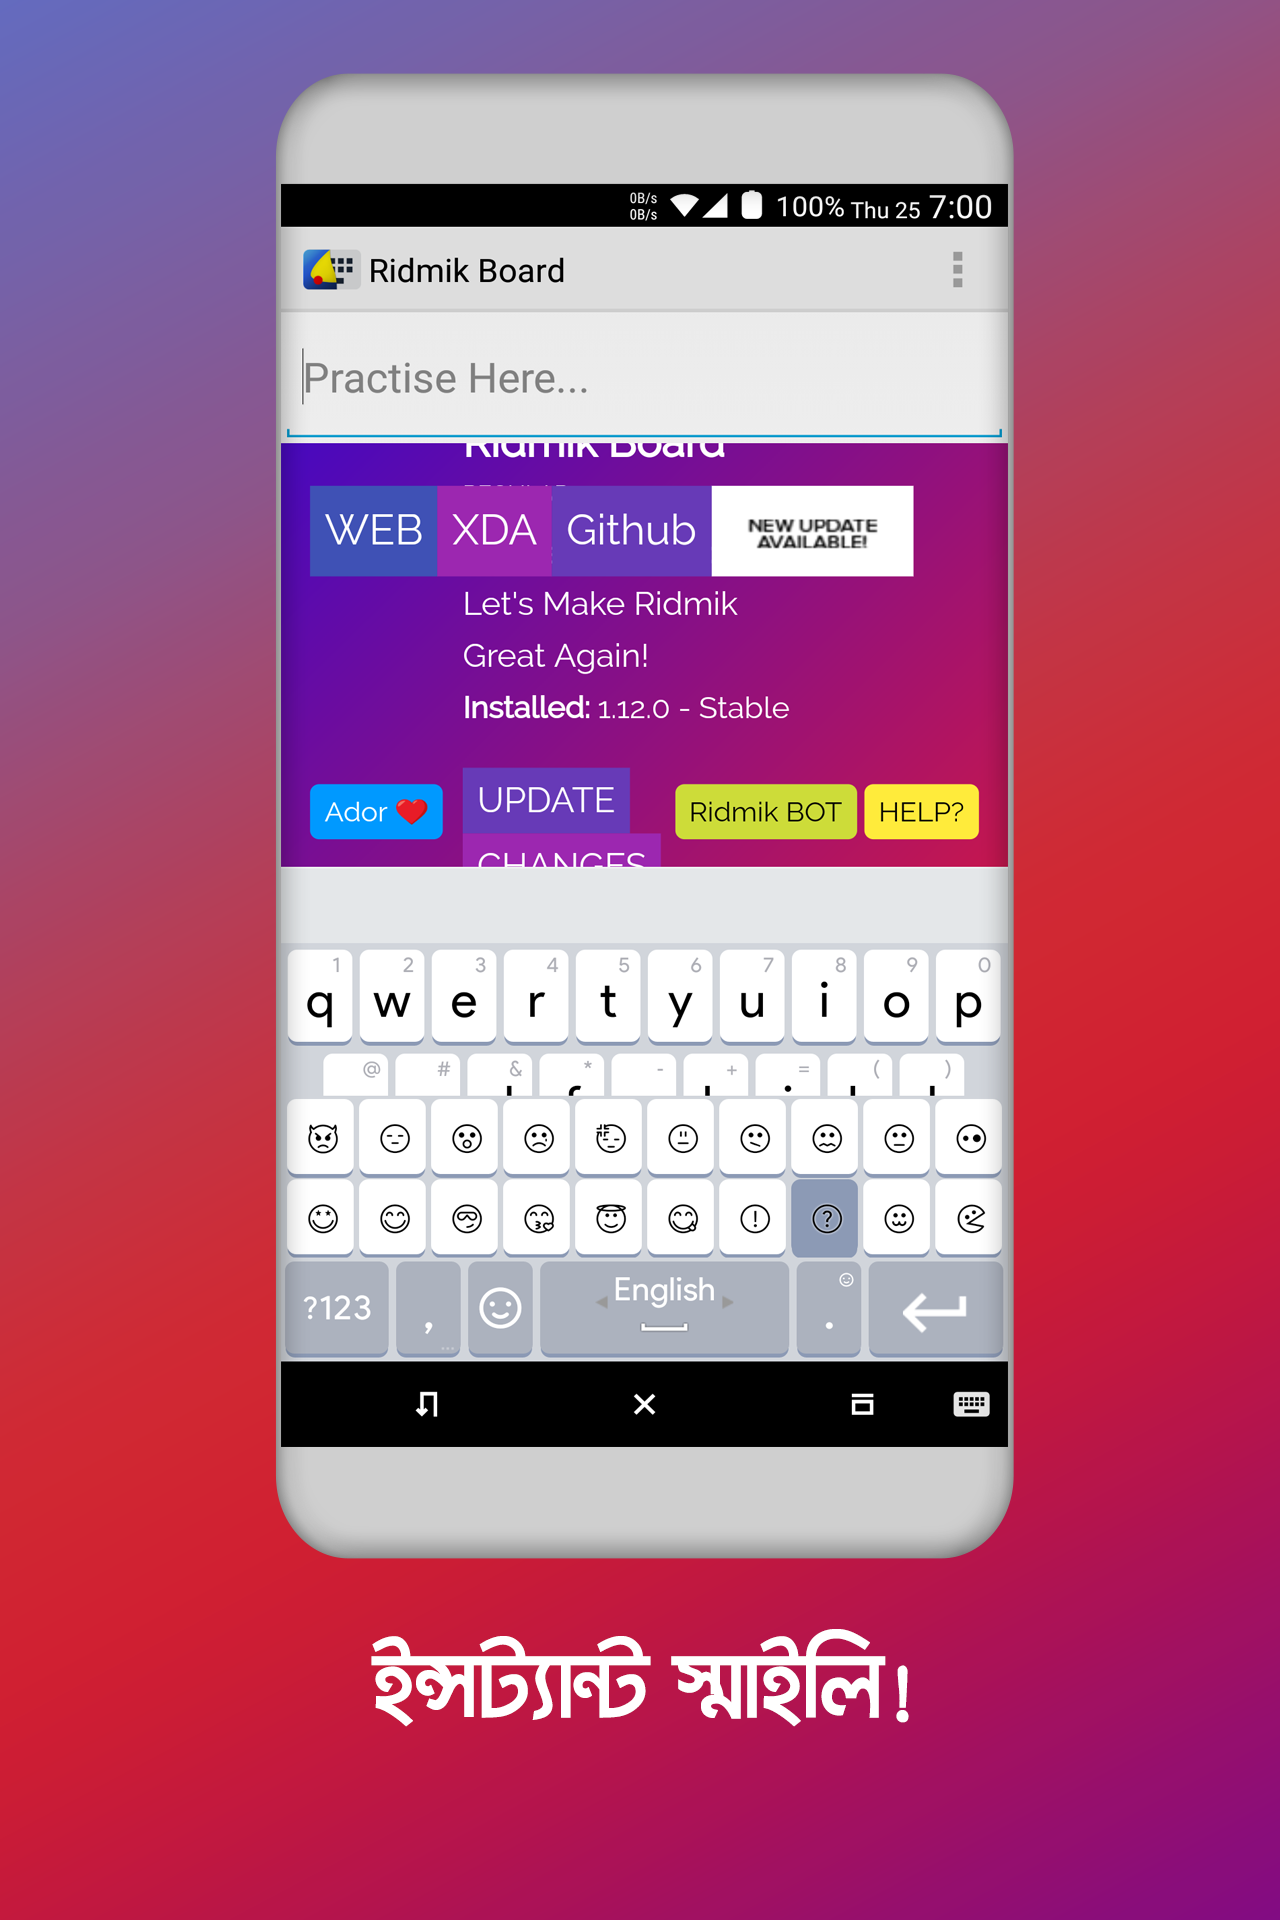 0B/s
0B/s
100% Thu 25 7:00
Ridmik Board
Practise Here...
Ridmik Board
WEB XDA Github NEW UPDATE AVAILABLE!
Let's Make Ridmik
Great Again!
Installed: 1.12.0 - Stable
Ador ❤️ UPDATE Ridmik BOT HELP?
CHANGES
1 2 3 4 5 6 7 8 9 0
q w e r t y u i o p
@ # & * - + = ( )
?123 , English .
ইন্সট্যান্ট স্মাইলি!